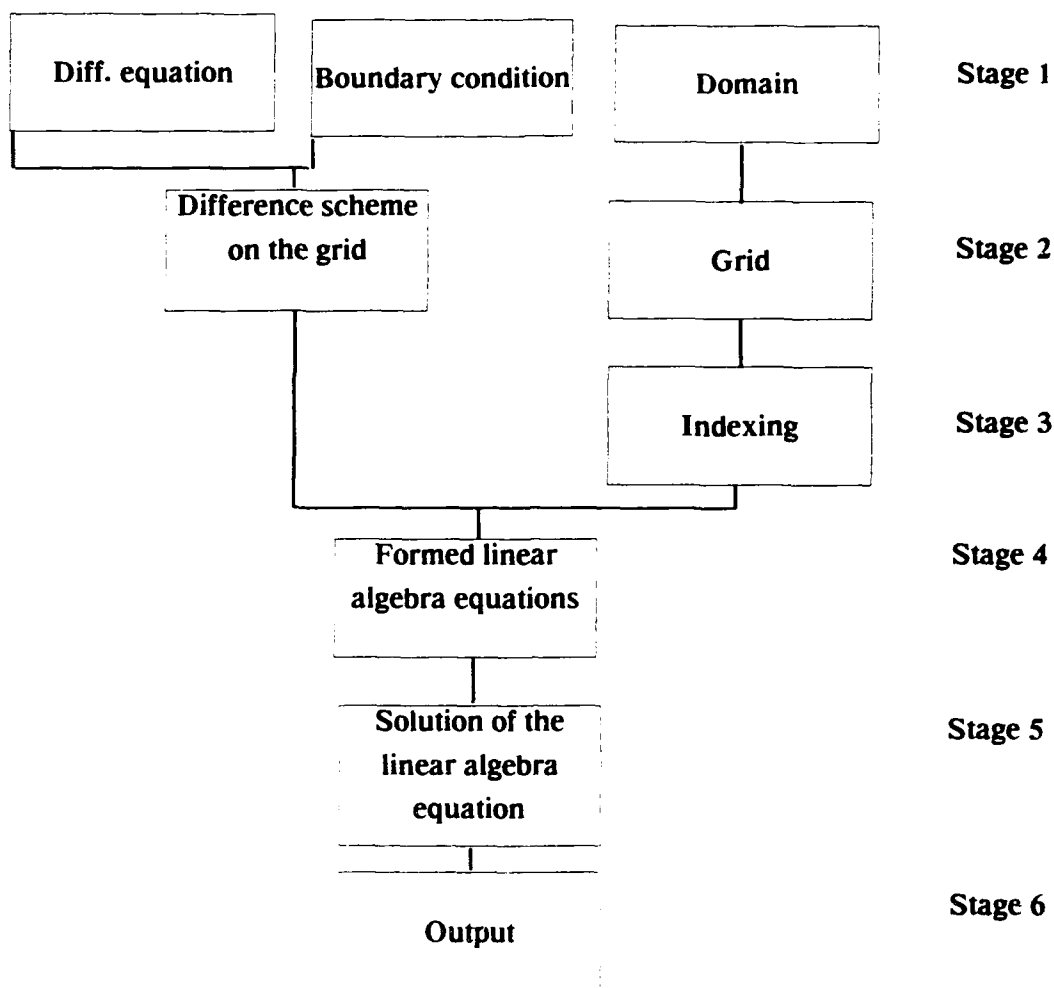 Diff. equation
Boundary condition
Domain
Stage 1
Difference scheme
on the grid
Grid
Stage 2
Indexing
Stage 3
Formed linear
algebra equations
Stage 4
Solution of the
linear algebra
equation
Stage 5
Output
Stage 6